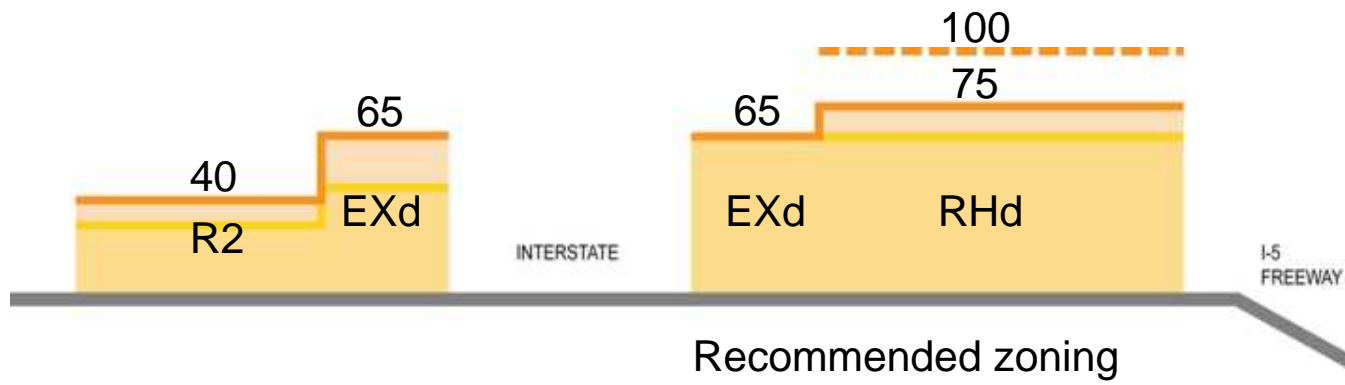 100
75
65
65
40
EXd
EXd
RHd
R2
INTERSTATE
I-5
FREEWAY
Recommended zoning